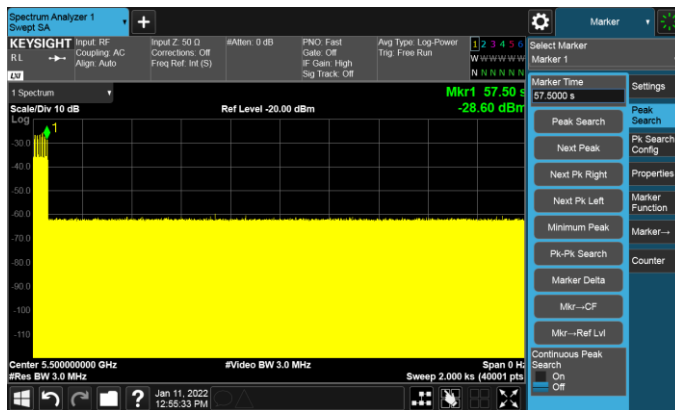 Spectrum Analyzer 1
Swept SA
+
Marker
KEYSIGHT
Input: RF
Input Z: 50 Ω
#Atten: 0 dB
PNO: Fast
Avg Type: Log-Power
1 2 3 4 5 6
RL
Coupling: AC
Corrections: Off
Gate: Off
Trig: Free Run
Align: Auto
Freq Ref: Int (S)
IF Gain: High
W W W W W W
Sig Track: Off
N N N N N N
LXI
Select Marker
Marker 1
1 Spectrum
Mkr1 57.50 s
Scale/Div 10 dB
Ref Level -20.00 dBm
-28.60 dBm
Log
1
-30.0
-40.0
-50.0
-60.0
-70.0
-80.0
-90.0
-100
-110
Center 5.500000000 GHz
#Video BW 3.0 MHz
Span 0 Hz
#Res BW 3.0 MHz
Sweep 2.000 ks (40001 pts)
Marker Time
57.5000 s
Peak Search
Next Peak
Next Pk Right
Next Pk Left
Minimum Peak
Pk-Pk Search
Marker Delta
Mkr→CF
Mkr→Ref Lvl
Continuous Peak
Search
On
Off
Settings
Peak
Search
Pk Search
Config
Properties
Marker
Function
Marker→
Counter
?
Jan 11, 2022
12:55:33 PM